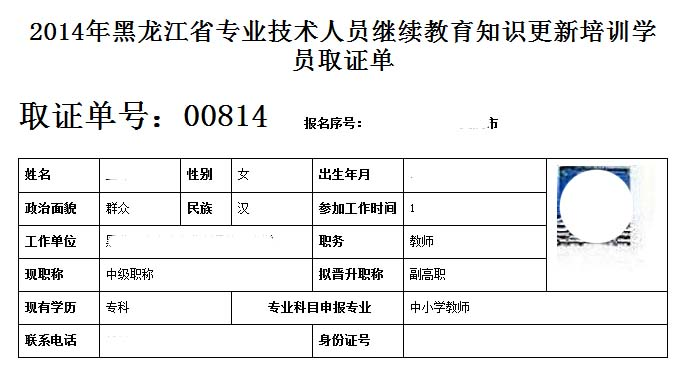 2014年黑龙江省专业技术人员继续教育知识更新培训学
员取证单
取证单号：00814 报名序号： 市
姓名 性别 女 出生年月
政治面貌 群众 民族 汉 参加工作时间 1
工作单位 职务 教师
现职称 中级职称 拟晋升职称 副高职
现有学历 专科 专业科目申报专业 中小学教师
联系电话 身份证号